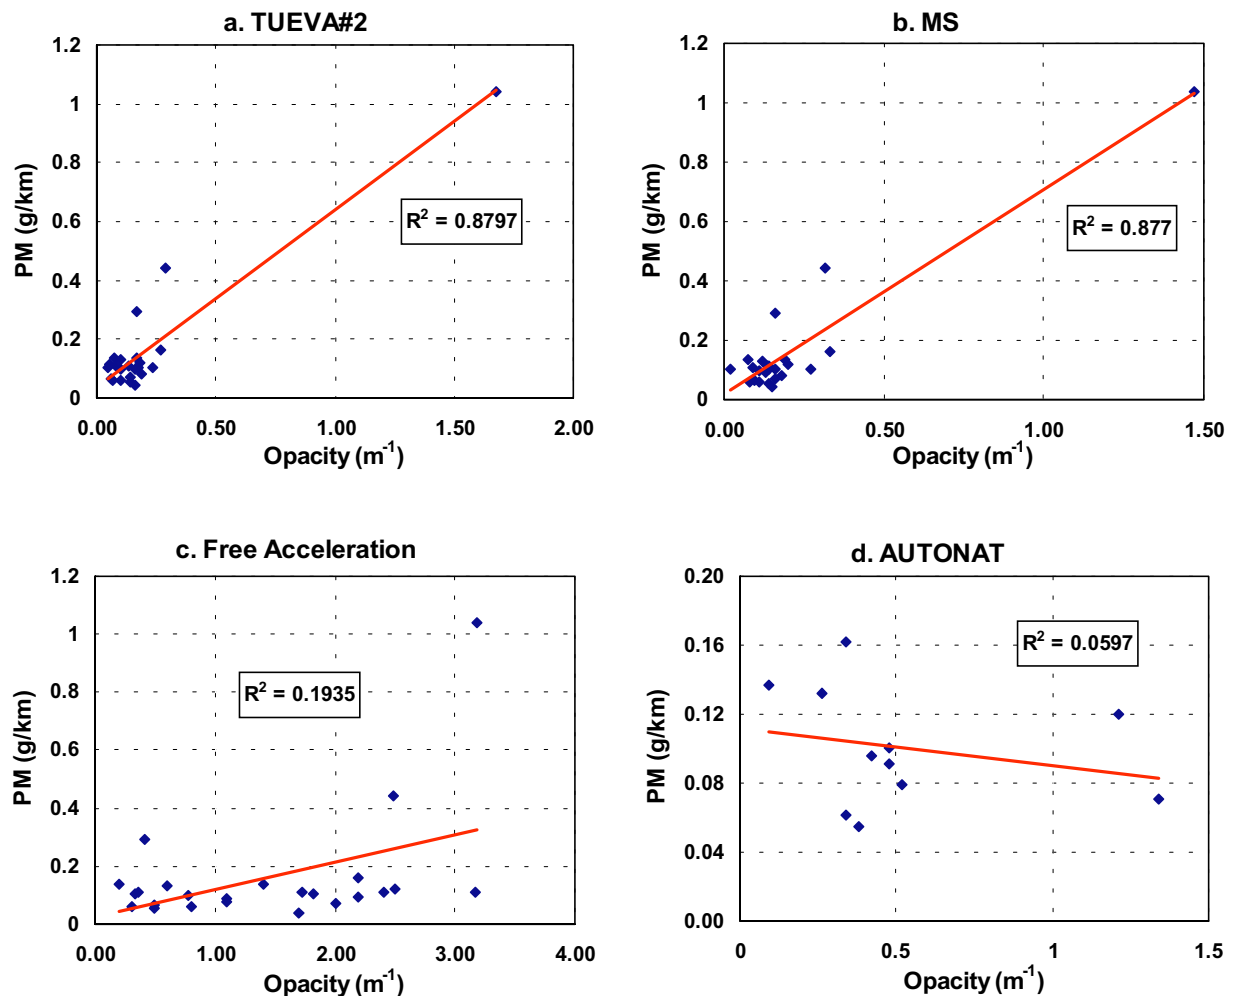 a. TUEVA#2
1.2
1
0.8
0.6
0.4
0.2
0
PM (g/km)
R² = 0.8797
0.00 0.50 1.00 1.50 2.00
Opacity (m⁻¹)
b. MS
1.2
1
0.8
0.6
0.4
0.2
0
PM (g/km)
R² = 0.877
0.00 0.50 1.00 1.50
Opacity (m⁻¹)
c. Free Acceleration
1.2
1
0.8
0.6
0.4
0.2
0
PM (g/km)
R² = 0.1935
0.00 1.00 2.00 3.00 4.00
Opacity (m⁻¹)
d. AUTONAT
0.20
0.16
0.12
0.08
0.04
0.00
PM (g/km)
R² = 0.0597
0 0.5 1 1.5
Opacity (m⁻¹)